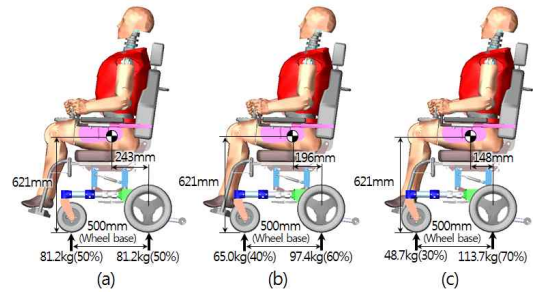 243mm
621mm
500mm
(Wheel base)
81.2kg(50%) 81.2kg(50%)
(a)
196mm
621mm
500mm
(Wheel base)
65.0kg(40%) 97.4kg(60%)
(b)
148mm
621mm
500mm
(Wheel base)
48.7kg(30%) 113.7kg(70%)
(c)